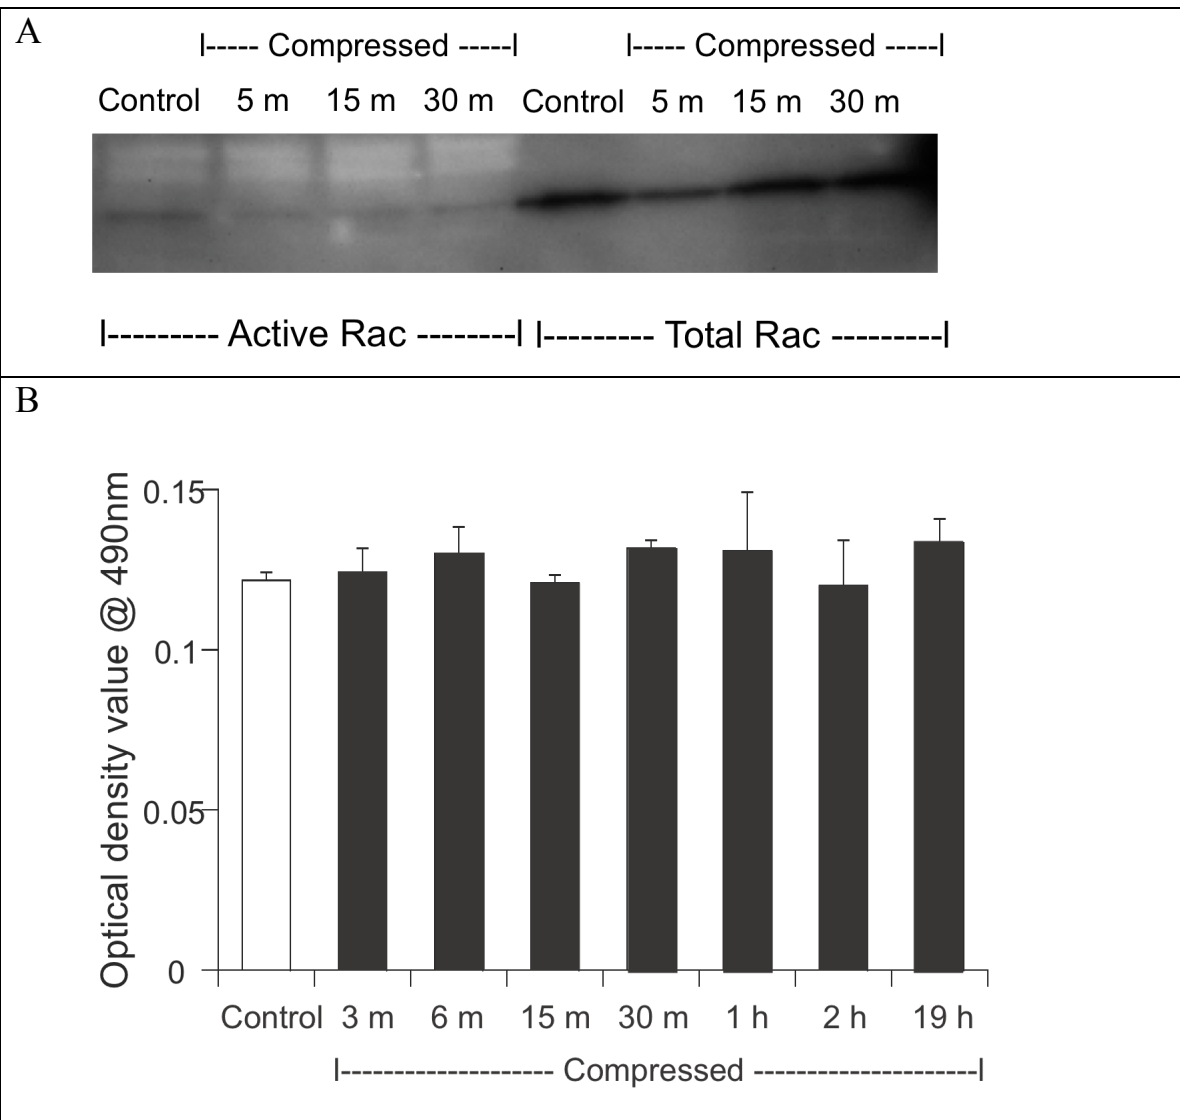 A
|----- Compressed -----| |----- Compressed -----|
Control 5 m 15 m 30 m Control 5 m 15 m 30 m
|--------- Active Rac ---------| |--------- Total Rac ---------|
B
Optical density value @ 490nm
0.15
0.1
0.05
0
Control 3 m 6 m 15 m 30 m 1 h 2 h 19 h
|------------------- Compressed --------------------|